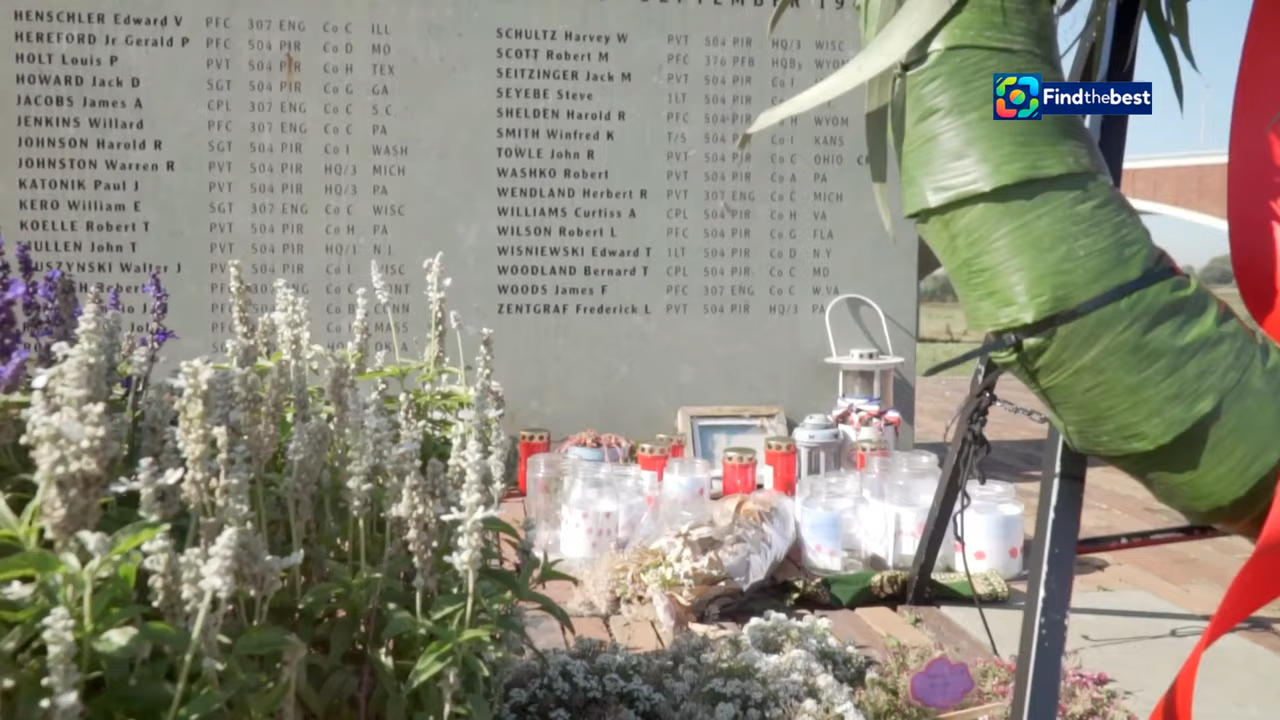 SEPTEMBER 19
HENSCHLER Edward V PFC 307 ENG Co C ILL
HEREFORD Jr Gerald P PFC 504 PIR Co D MO
HOLT Louis P PVT 504 PIR Co H TEX
HOWARD Jack D SGT 504 PIR Co G GA
JACOBS James A CPL 307 ENG Co C S.C.
JENKINS Willard PFC 307 ENG Co C PA
JOHNSON Harold R SGT 504 PIR Co I WASH
JOHNSTON Warren R PVT 504 PIR HQ/3 MICH
KATONIK Paul J PVT 504 PIR HQ/3 PA
KERO William E SGT 307 ENG Co C WISC
KOELLE Robert T PVT 504 PIR Co H PA
MULLEN John T PVT 504 PIR HQ/1 N.J.
Walter J Co I
MASS
SCHULTZ Harvey W PVT 504 PIR HQ/3 WISC
SCOTT Robert M PFC 376 PFB WYOM
SEITZINGER Jack M PVT 504 PIR Co I
SEYEBE Steve 1LT 504 PIR Co
SHELDEN Harold R PFC 504 PIR H WYOM
SMITH Winfred K T/S 504 PIR Co I KANS
TOWLE John R PVT 504 PIR Co C OHIO
WASHKO Robert PVT 504 PIR Co A PA
WENDLAND Herbert R PVT 307 ENG Co C MICH
WILLIAMS Curtiss A CPL 504 PIR Co H VA
WILSON Robert L PFC 504 PIR Co G FLA
WISNIEWSKI Edward T 1LT 504 PIR Co D N.Y
WOODLAND Bernard T CPL 504 PIR Co C MD
WOODS James F PFC 307 ENG Co C W.VA
ZENTGRAF Frederick L PVT 504 PIR HQ/3 PA
Findthebest